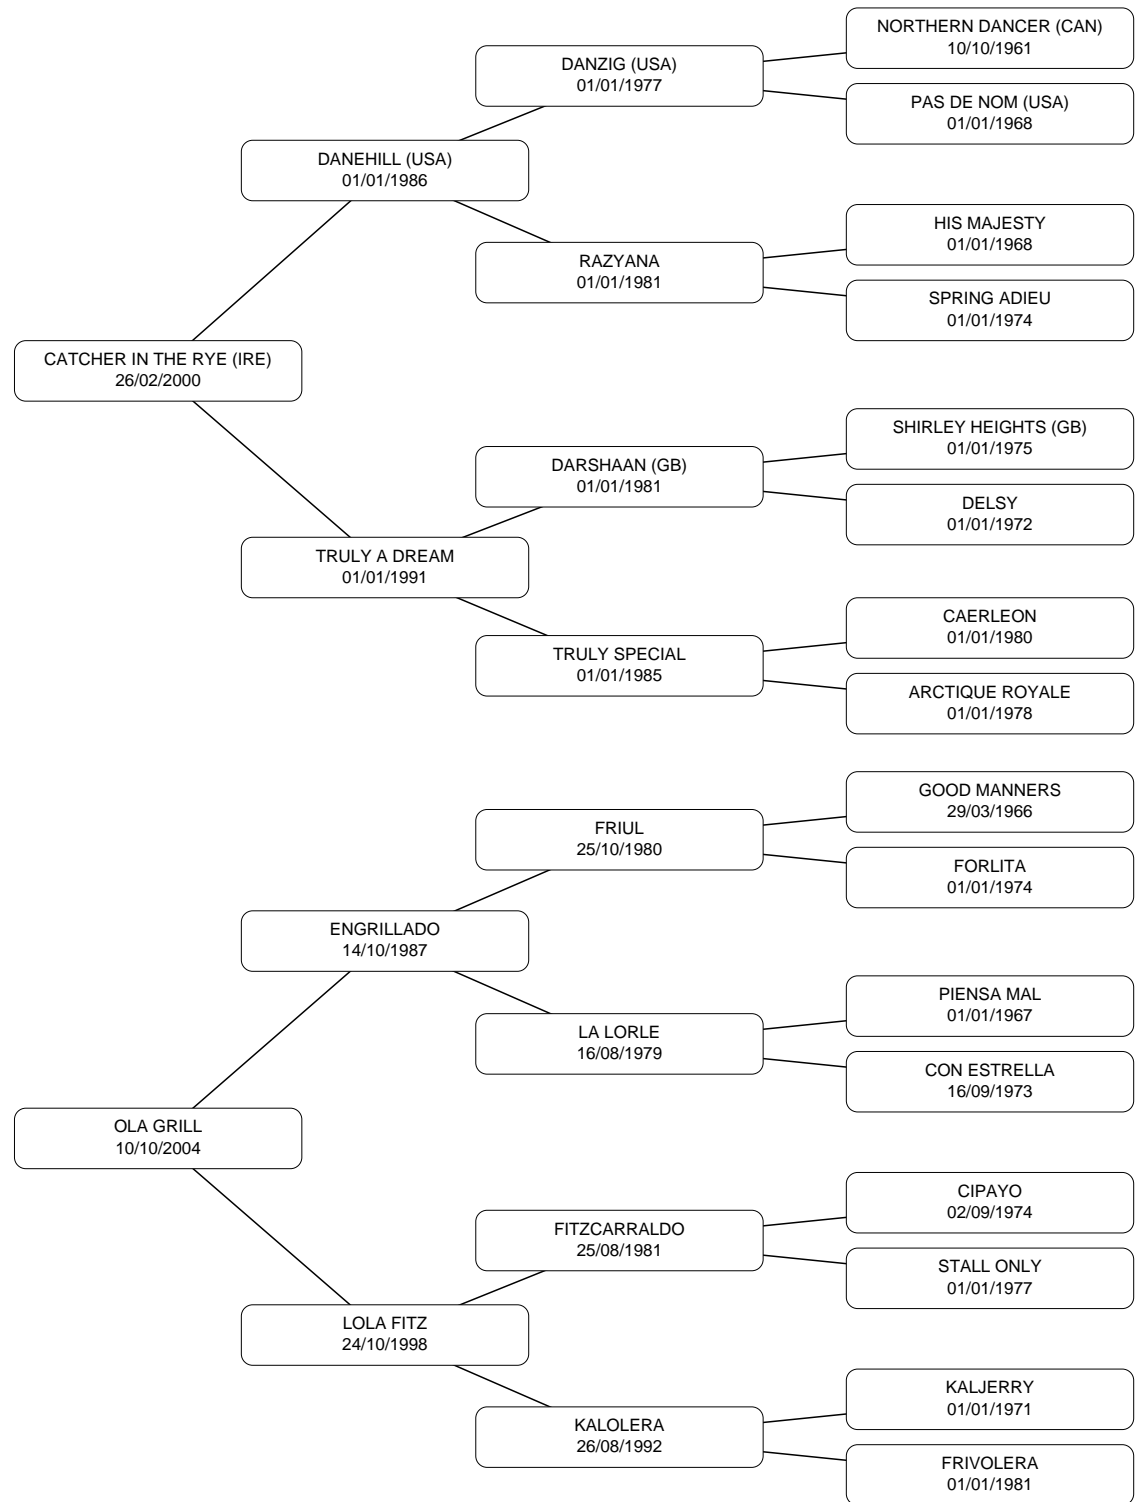 NORTHERN DANCER (CAN)
10/10/1961
DANZIG (USA)
01/01/1977
PAS DE NOM (USA)
01/01/1968
DANEHILL (USA)
01/01/1986
HIS MAJESTY
01/01/1968
RAZYANA
01/01/1981
SPRING ADIEU
01/01/1974
CATCHER IN THE RYE (IRE)
26/02/2000
SHIRLEY HEIGHTS (GB)
01/01/1975
DARSHAAN (GB)
01/01/1981
DELSY
01/01/1972
TRULY A DREAM
01/01/1991
CAERLEON
01/01/1980
TRULY SPECIAL
01/01/1985
ARCTIQUE ROYALE
01/01/1978
GOOD MANNERS
29/03/1966
FRIUL
25/10/1980
FORLITA
01/01/1974
ENGRILLADO
14/10/1987
PIENSA MAL
01/01/1967
LA LORLE
16/08/1979
CON ESTRELLA
16/09/1973
OLA GRILL
10/10/2004
CIPAYO
02/09/1974
FITZCARRALDO
25/08/1981
STALL ONLY
01/01/1977
LOLA FITZ
24/10/1998
KALJERRY
01/01/1971
KALOLERA
26/08/1992
FRIVOLERA
01/01/1981